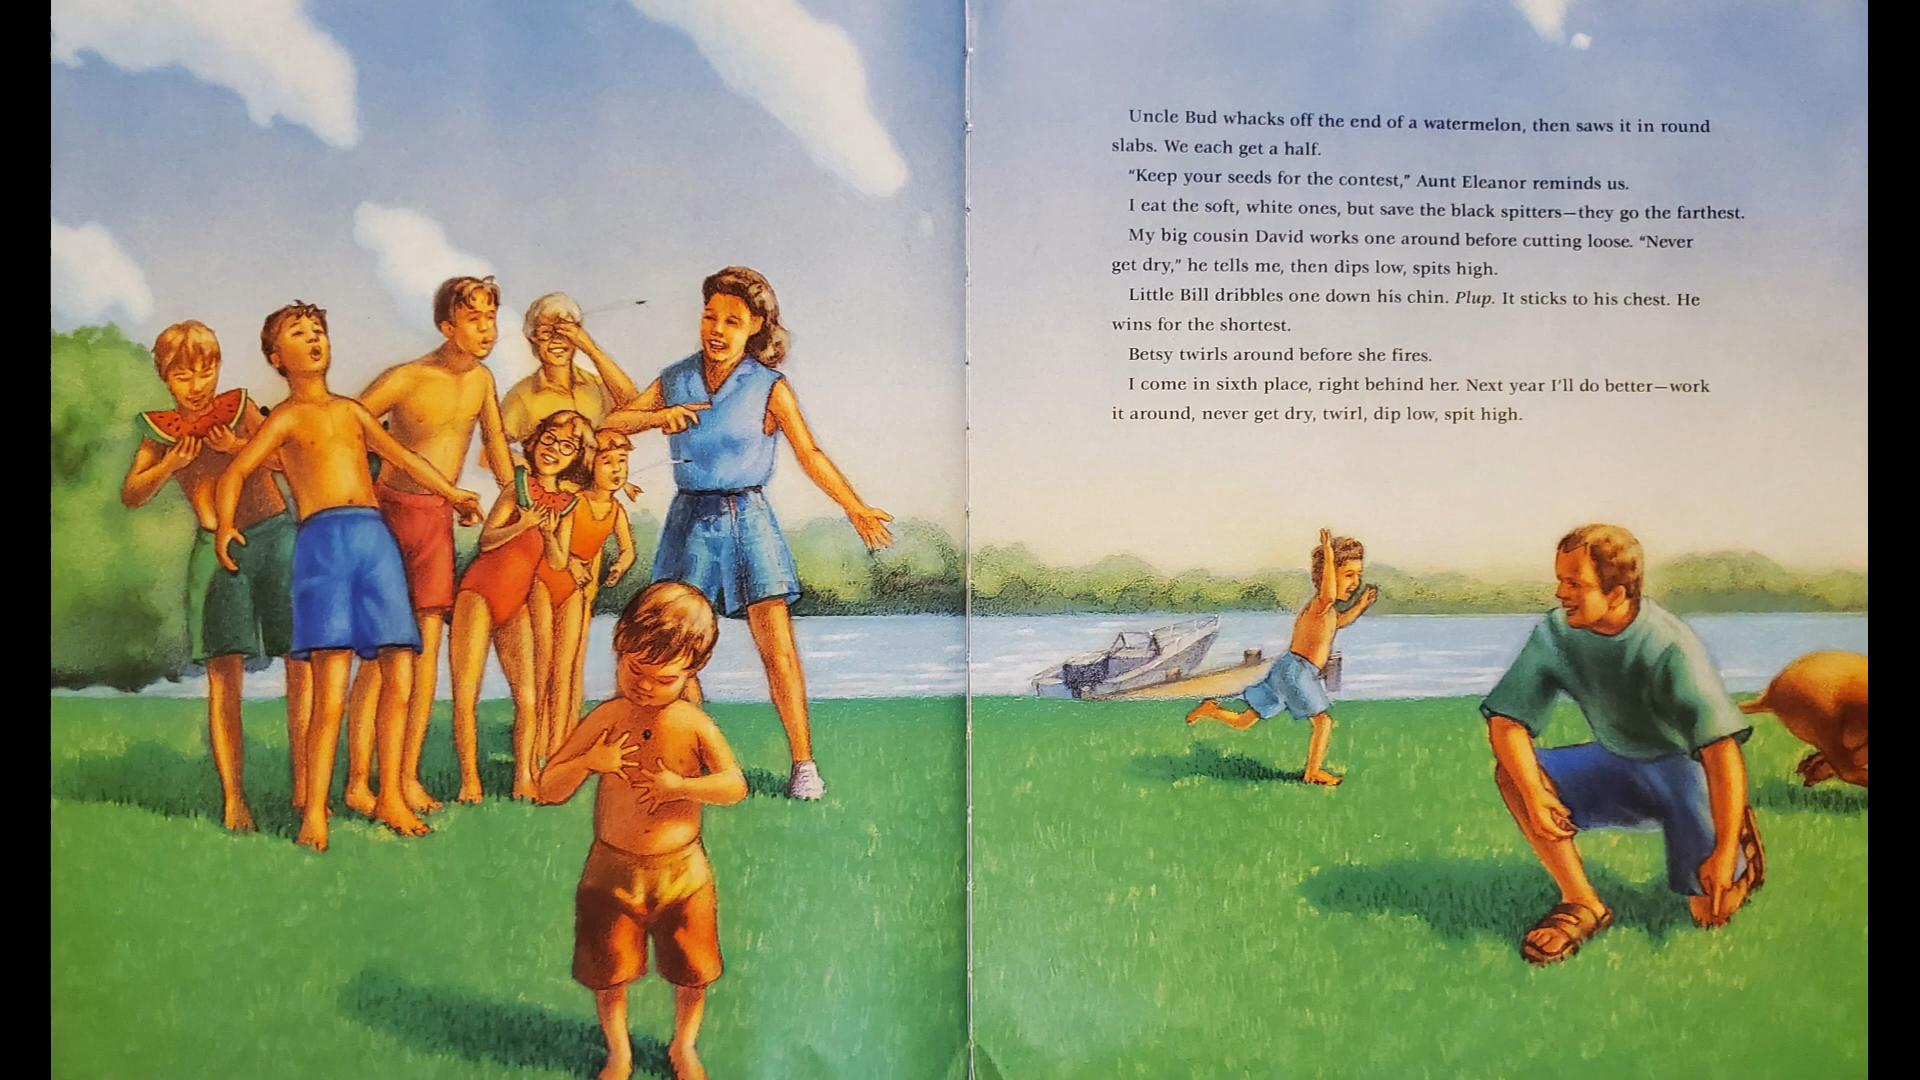 Uncle Bud whacks off the end of a watermelon, then saws it in round
slabs. We each get a half.
“Keep your seeds for the contest,” Aunt Eleanor reminds us.
I eat the soft, white ones, but save the black spitters—they go the farthest.
My big cousin David works one around before cutting loose. “Never
get dry,” he tells me, then dips low, spits high.
Little Bill dribbles one down his chin. Plup. It sticks to his chest. He
wins for the shortest.
Betsy twirls around before she fires.
I come in sixth place, right behind her. Next year I’ll do better—work
it around, never get dry, twirl, dip low, spit high.